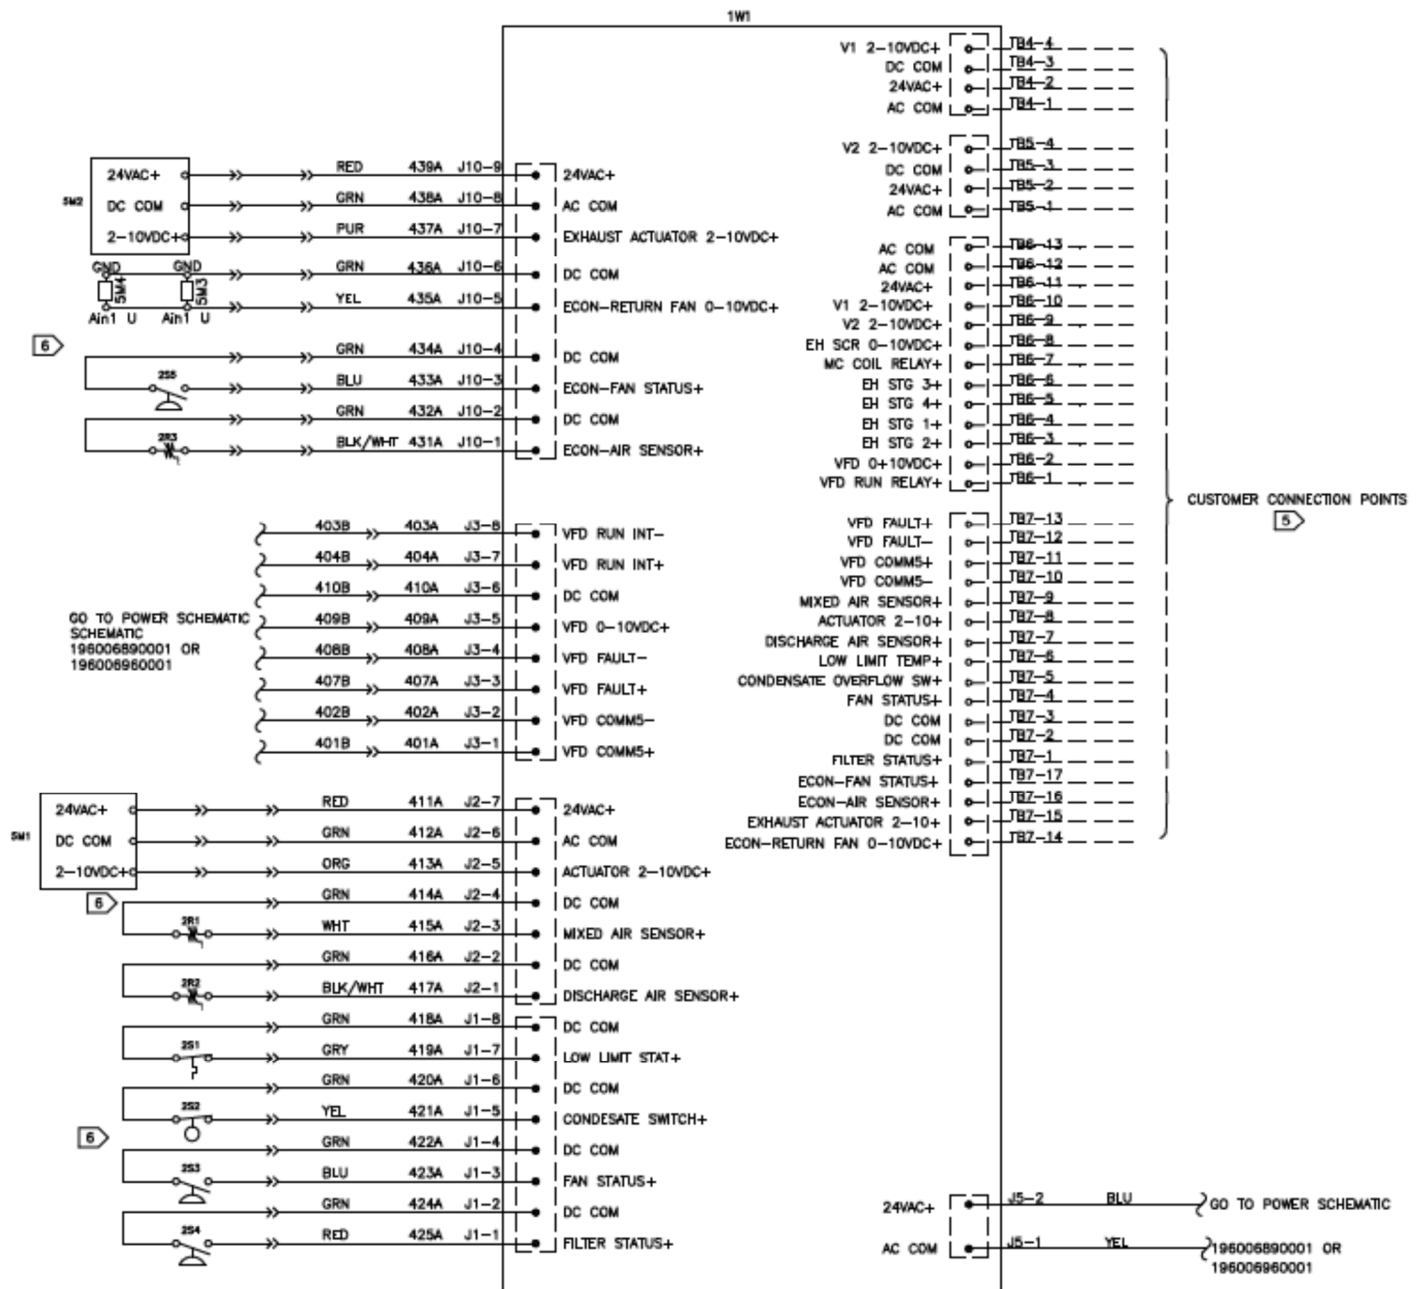 1W1
24VAC+
DC COM
2-10VDC+
5M2
RED 439A J10-9 24VAC+
GRN 438A J10-8 AC COM
PUR 437A J10-7 EXHAUST ACTUATOR 2-10VDC+
GND GND GRN 436A J10-6 DC COM
5M4 5M3
YEL 435A J10-5 ECON-RETURN FAN 0-10VDC+
Ain1 U Ain1 U
6
GRN 434A J10-4 DC COM
2S5 BLU 433A J10-3 ECON-FAN STATUS+
GRN 432A J10-2 DC COM
2R3 BLK/WHT 431A J10-1 ECON-AIR SENSOR+
403B 403A J3-8 VFD RUN INT-
404B 404A J3-7 VFD RUN INT+
410B 410A J3-6 DC COM
409B 409A J3-5 VFD 0-10VDC+
408B 408A J3-4 VFD FAULT-
407B 407A J3-3 VFD FAULT+
402B 402A J3-2 VFD COMM5-
401B 401A J3-1 VFD COMM5+
GO TO POWER SCHEMATIC
SCHEMATIC
196006890001 OR
196006960001
24VAC+
DC COM
2-10VDC+
5M1
RED 411A J2-7 24VAC+
GRN 412A J2-6 AC COM
ORG 413A J2-5 ACTUATOR 2-10VDC+
6
GRN 414A J2-4 DC COM
2R1 WHT 415A J2-3 MIXED AIR SENSOR+
GRN 416A J2-2 DC COM
2R2 BLK/WHT 417A J2-1 DISCHARGE AIR SENSOR+
GRN 418A J1-8 DC COM
2S1 GRY 419A J1-7 LOW LIMIT STAT+
GRN 420A J1-6 DC COM
2S2 YEL 421A J1-5 CONDESATE SWITCH+
6
GRN 422A J1-4 DC COM
2S3 BLU 423A J1-3 FAN STATUS+
GRN 424A J1-2 DC COM
2S4 RED 425A J1-1 FILTER STATUS+
V1 2-10VDC+ TB4-4
DC COM TB4-3
24VAC+ TB4-2
AC COM TB4-1
V2 2-10VDC+ TB5-4
DC COM TB5-3
24VAC+ TB5-2
AC COM TB5-1
AC COM TB6-13
AC COM TB6-12
24VAC+ TB6-11
V1 2-10VDC+ TB6-10
V2 2-10VDC+ TB6-9
EH SCR 0-10VDC+ TB6-8
MC COIL RELAY+ TB6-7
EH STG 3+ TB6-6
EH STG 4+ TB6-5
EH STG 1+ TB6-4
EH STG 2+ TB6-3
VFD 0+10VDC+ TB6-2
VFD RUN RELAY+ TB6-1
VFD FAULT+ TB7-13
VFD FAULT- TB7-12
VFD COMM5+ TB7-11
VFD COMM5- TB7-10
MIXED AIR SENSOR+ TB7-9
ACTUATOR 2-10+ TB7-8
DISCHARGE AIR SENSOR+ TB7-7
LOW LIMIT TEMP+ TB7-6
CONDENSATE OVERFLOW SW+ TB7-5
FAN STATUS+ TB7-4
DC COM TB7-3
DC COM TB7-2
FILTER STATUS+ TB7-1
ECON-FAN STATUS+ TB7-17
ECON-AIR SENSOR+ TB7-16
EXHAUST ACTUATOR 2-10+ TB7-15
ECON-RETURN FAN 0-10VDC+ TB7-14
CUSTOMER CONNECTION POINTS
5
24VAC+ J5-2 BLU GO TO POWER SCHEMATIC
AC COM J5-1 YEL 196006890001 OR
196006960001